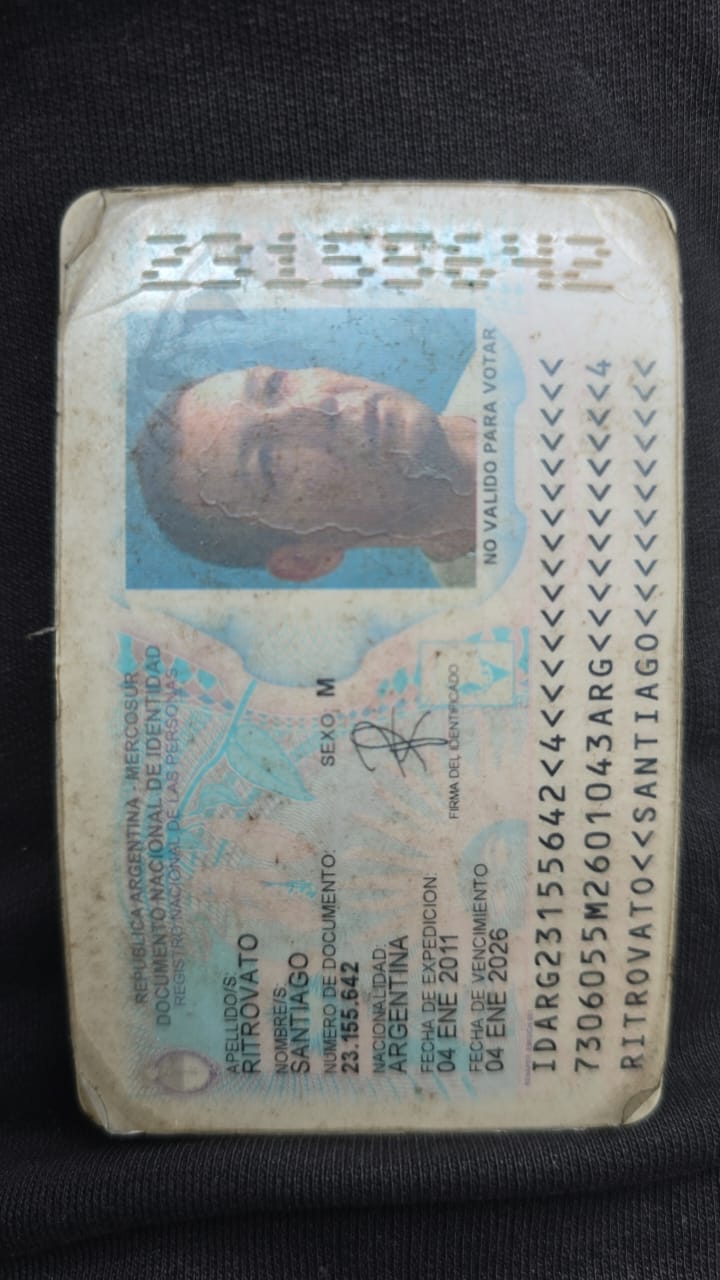 23155642
REPUBLICA ARGENTINA - MERCOSUR
DOCUMENTO NACIONAL DE IDENTIDAD
REGISTRO NACIONAL DE LAS PERSONAS
APELLIDO/S:
RITROVATO
NOMBRE/S:
SANTIAGO
SEXO: M
NUMERO DE DOCUMENTO:
23.155.642
NACIONALIDAD:
ARGENTINA
FECHA DE EXPEDICION:
04 ENE 2011
FECHA DE VENCIMIENTO
04 ENE 2026
FIRMA DEL IDENTIFICADO
NO VALIDO PARA VOTAR
IDARG23155642<4<<<<<<<<<<<<<<<
7306055M2601043ARG<<<<<<<<<<<4
RITROVATO<<SANTIAGO<<<<<<<<<<<